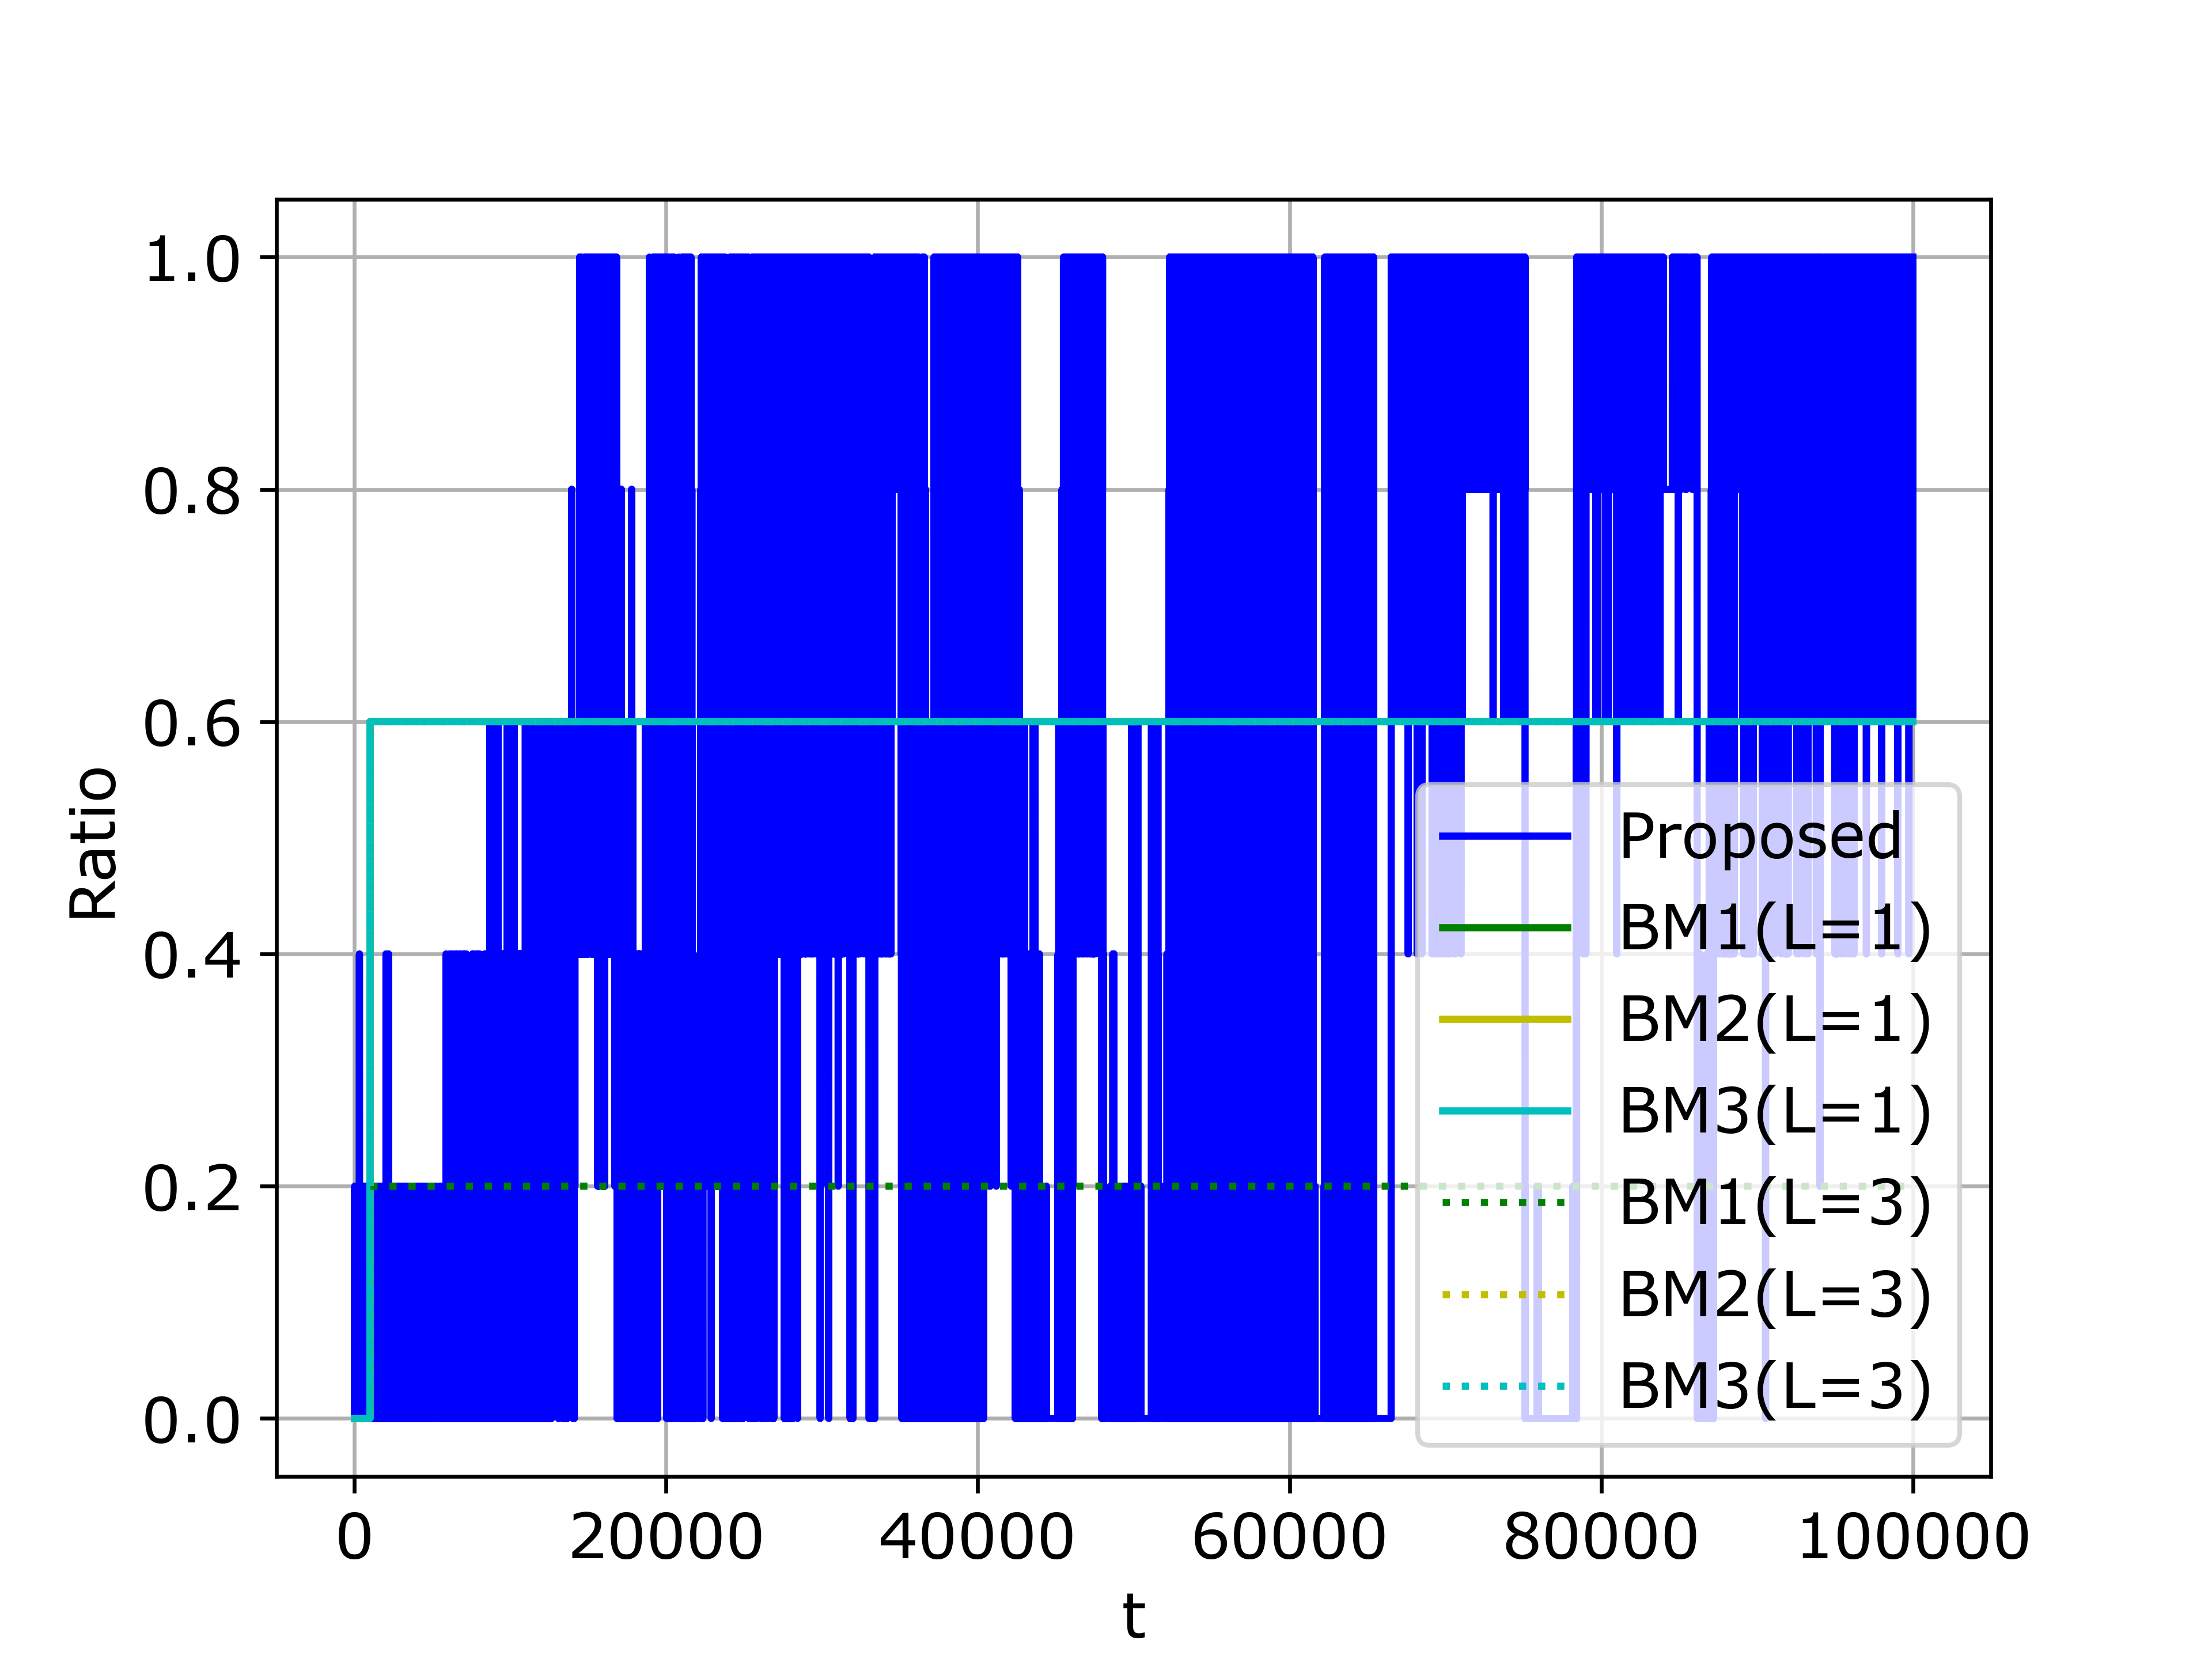 1.0
0.8
0.6
0.4
0.2
0.0
Ratio
0 20000 40000 60000 80000 100000
t
Proposed
BM1(L=1)
BM2(L=1)
BM3(L=1)
BM1(L=3)
BM2(L=3)
BM3(L=3)